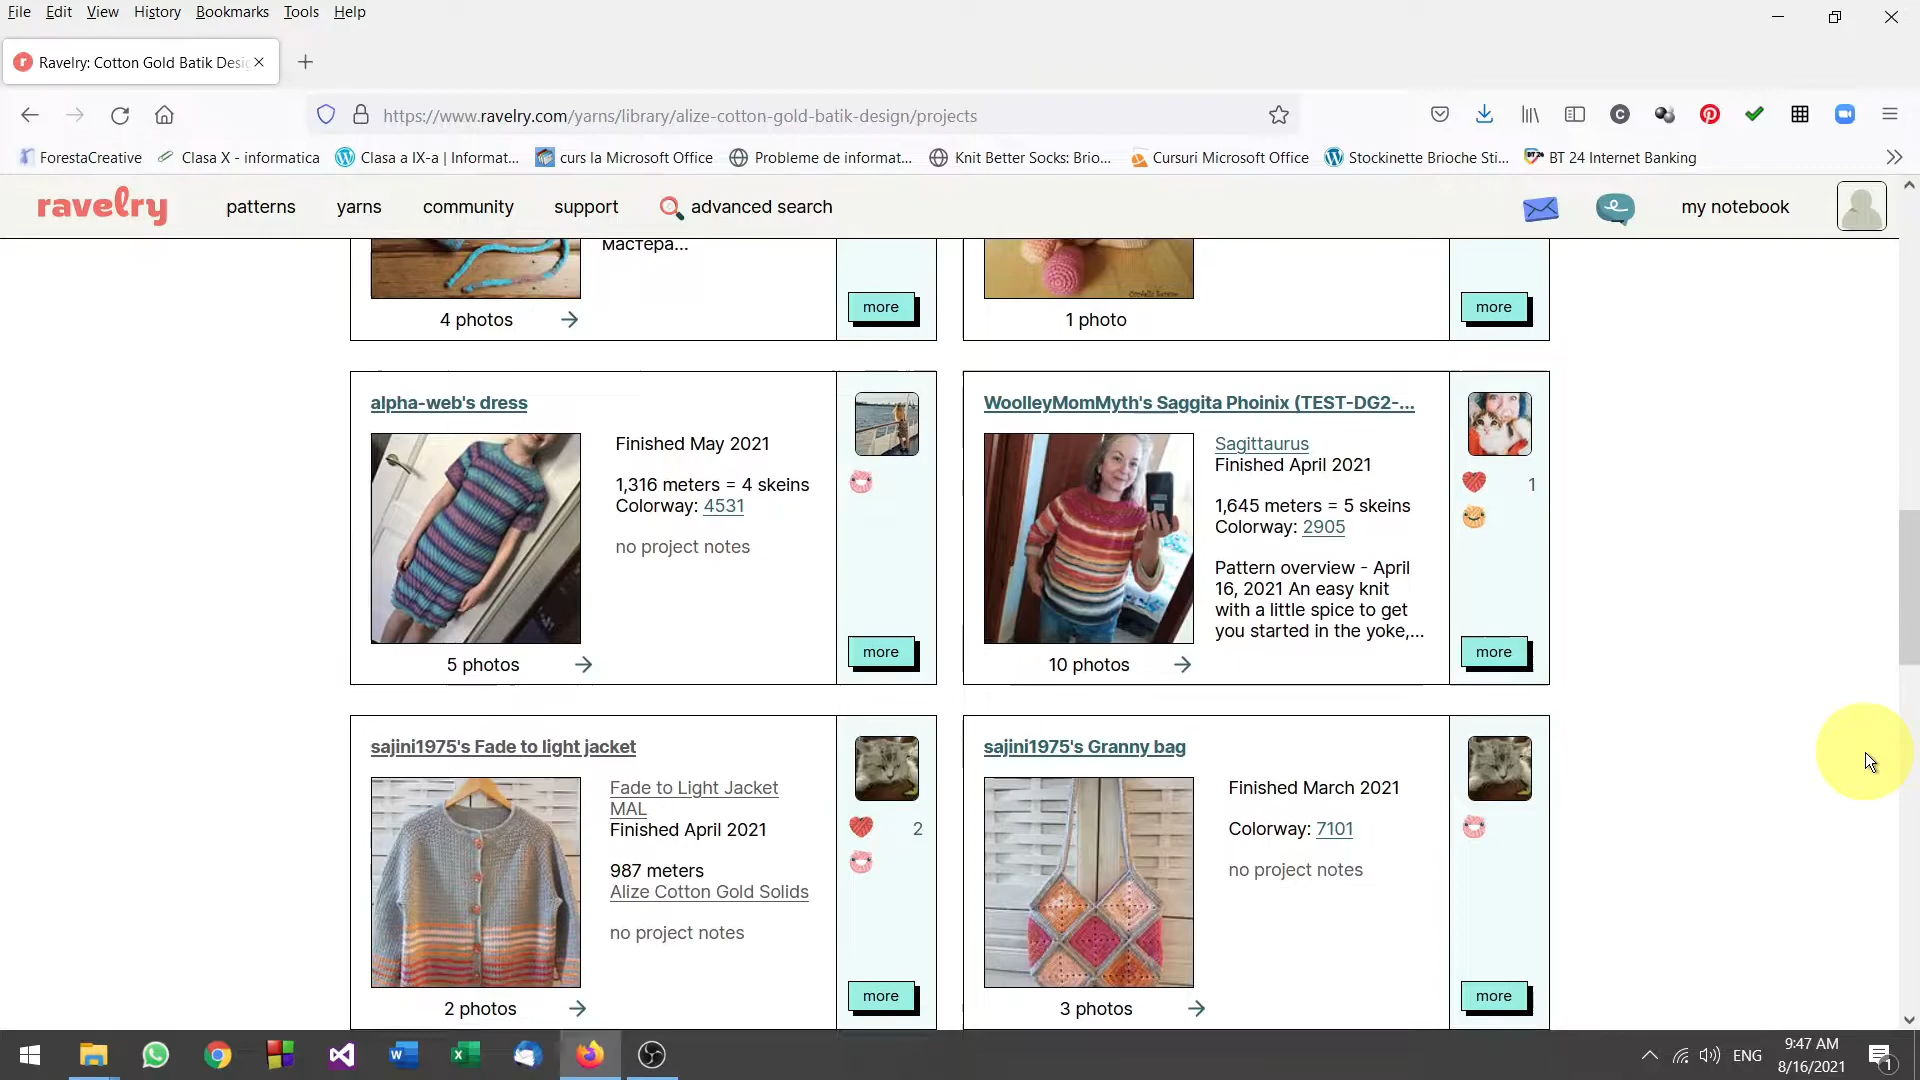 File Edit View History Bookmarks Tools Help
Ravelry: Cotton Gold Batik Desi
https://www.ravelry.com/yarns/library/alize-cotton-gold-batik-design/projects
ForestaCreative Clasa X - informatica Clasa a IX-a | Informat... curs la Microsoft Office Probleme de informat... Knit Better Socks: Brio... Cursuri Microsoft Office Stockinette Brioche Sti... BT 24 Internet Banking
ravelry patterns yarns community support advanced search my notebook
мастера...
4 photos
more
1 photo
more
alpha-web's dress
Finished May 2021
1,316 meters = 4 skeins
Colorway: 4531
no project notes
5 photos
more
WoolleyMomMyth's Saggita Phoinix (TEST-DG2-...
Sagittaurus
Finished April 2021
1,645 meters = 5 skeins
Colorway: 2905
Pattern overview - April
16, 2021 An easy knit
with a little spice to get
you started in the yoke,...
1
10 photos
more
sajini1975's Fade to light jacket
Fade to Light Jacket
MAL
Finished April 2021
987 meters
Alize Cotton Gold Solids
no project notes
2
2 photos
more
sajini1975's Granny bag
Finished March 2021
Colorway: 7101
no project notes
3 photos
more
ENG
9:47 AM
8/16/2021
1